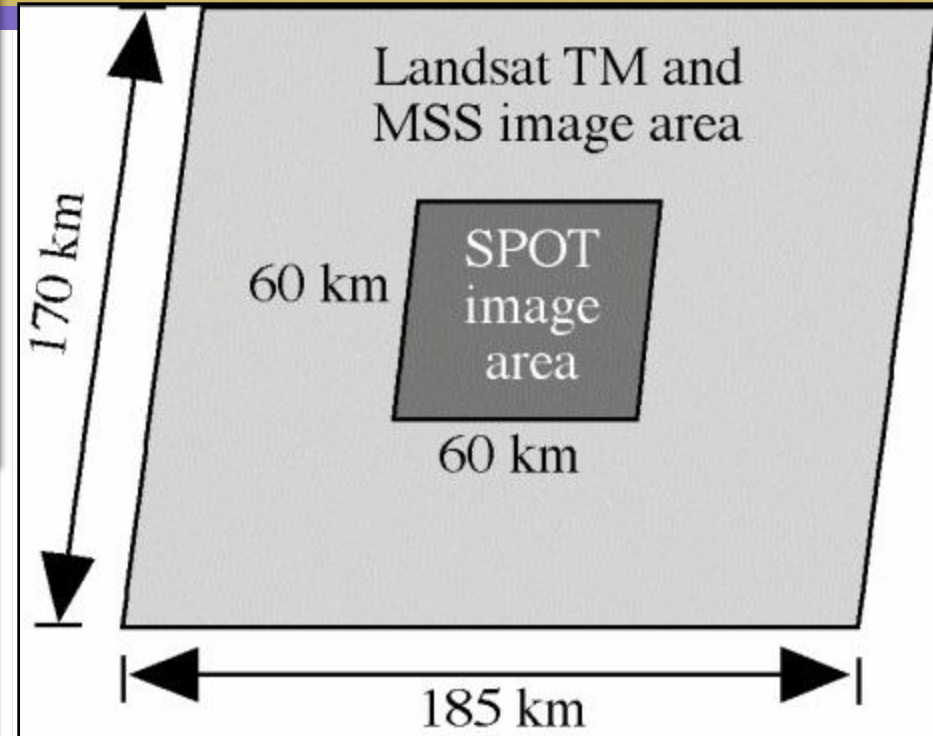 Landsat TM and
MSS image area
170 km
60 km
SPOT
image
area
60 km
185 km